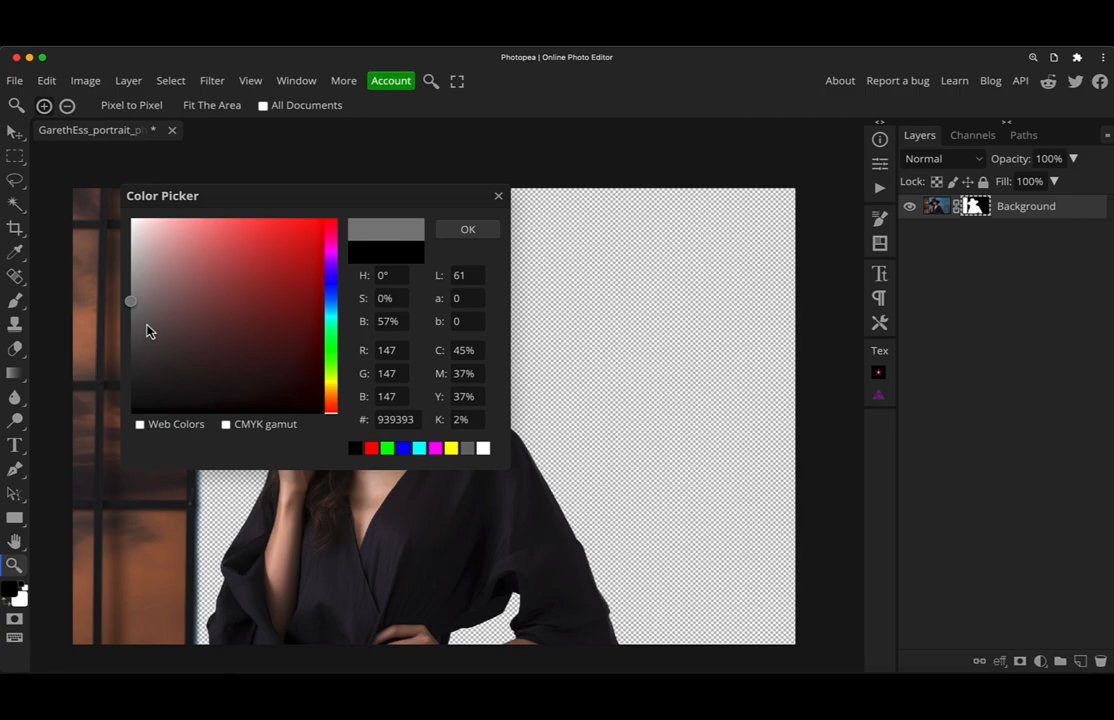 Photopea | Online Photo Editor
File Edit Image Layer Select Filter View Window More Account About Report a bug Learn Blog API
Pixel to Pixel Fit The Area All Documents
*
Layers Channels Paths
Normal Opacity: 100%
Lock: Fill: 100%
Background
Color Picker
OK
H: 0° L: 61
S: 0% a: 0
B: 57% b: 0
R: 147 C: 45%
G: 147 M: 37%
B: 147 Y: 37%
#: 939393 K: 2%
Web Colors CMYK gamut
Tex